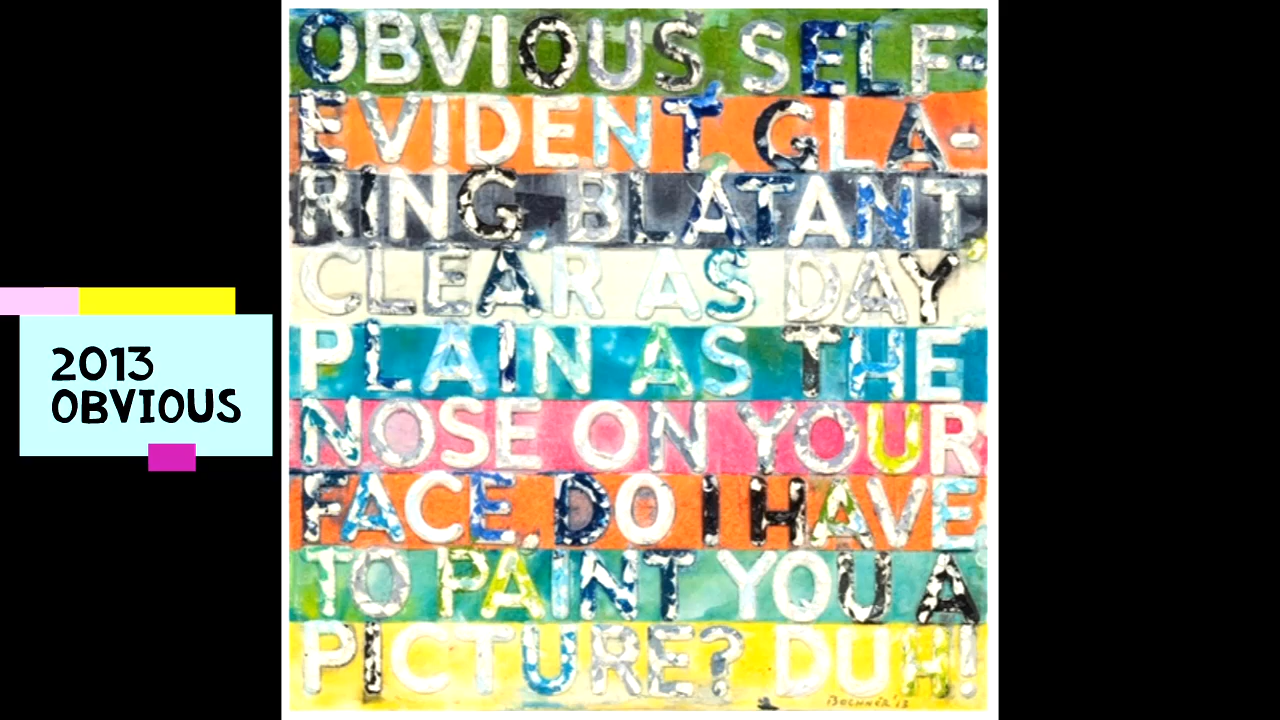 2013
OBVIOUS
OBVIOUS SELF-
EVIDENT GLA-
RING, BLATANT,
CLEAR AS DAY
PLAIN AS THE
NOSE ON YOUR
FACE, DO I HAVE
TO PAINT YOU A
PICTURE? DUH!
BOCHNER '13